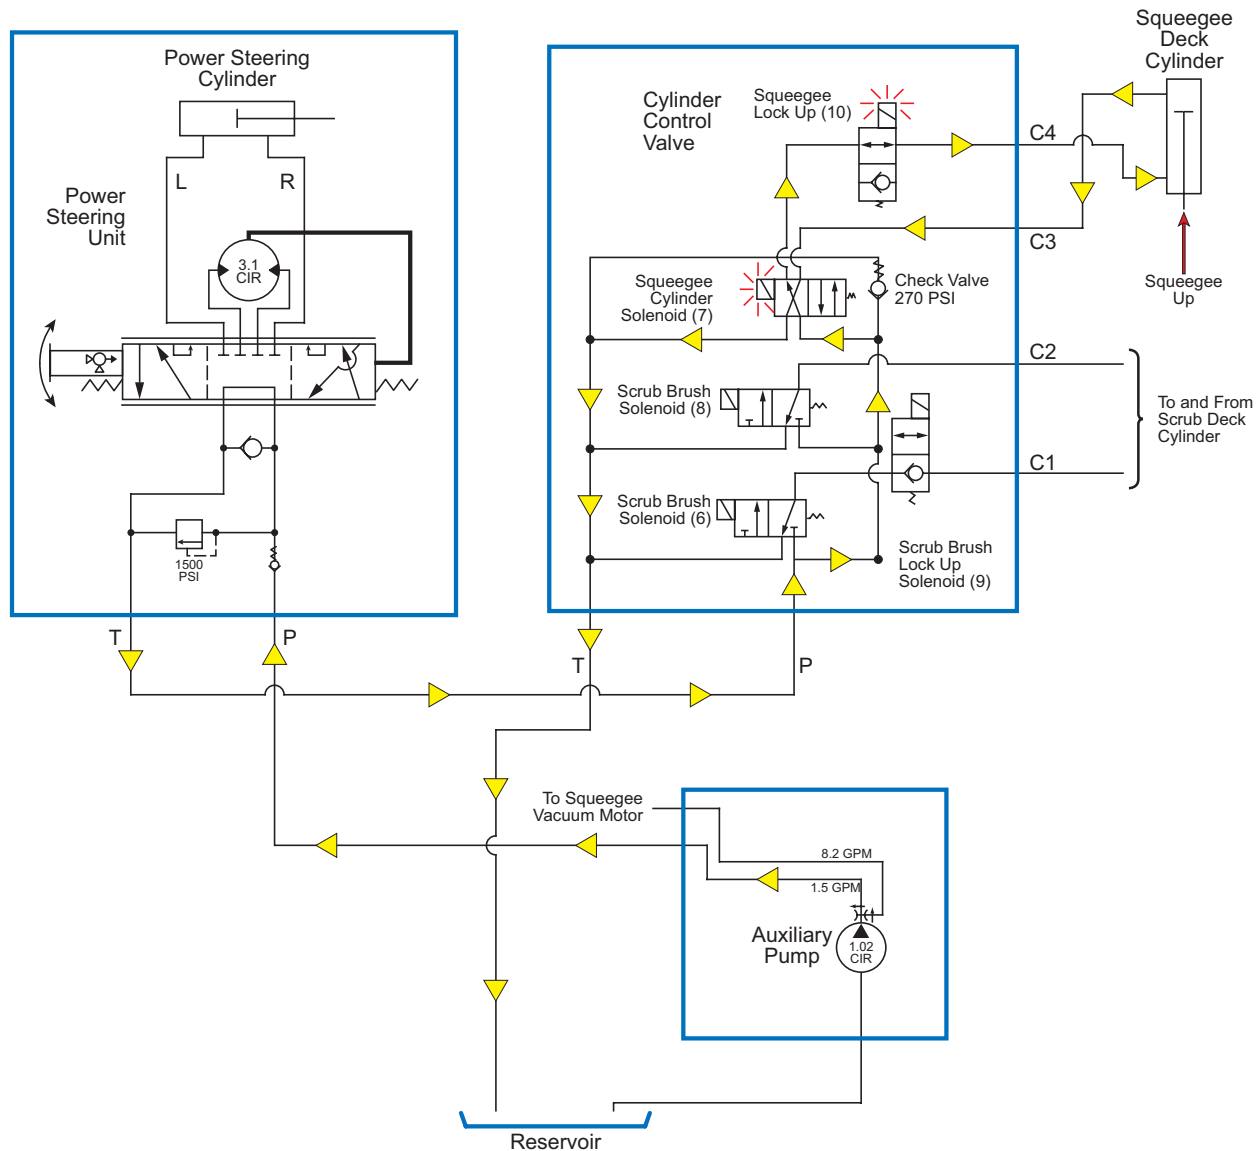 Squeegee
Deck
Cylinder
Power Steering
Cylinder
L
R
Power
Steering
Unit
3.1
CIR
1500
PSI
T
P
Cylinder
Control
Valve
Squeegee
Lock Up (10)
C4
C3
Squeegee
Up
Squeegee
Cylinder
Solenoid (7)
Check Valve
270 PSI
C2
Scrub Brush
Solenoid (8)
To and From
Scrub Deck
Cylinder
C1
Scrub Brush
Solenoid (6)
Scrub Brush
Lock Up
Solenoid (9)
T
P
To Squeegee
Vacuum Motor
8.2 GPM
1.5 GPM
Auxiliary
Pump
1.02
CIR
Reservoir